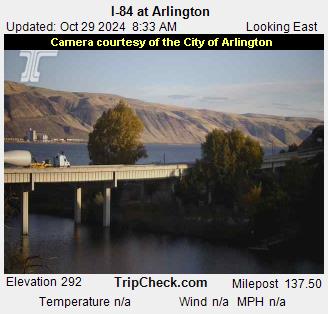 I-84 at Arlington
Updated: Oct 29 2024 8:33 AM Looking East
Camera courtesy of the City of Arlington
Elevation 292 TripCheck.com Milepost 137.50
Temperature n/a Wind n/a MPH n/a